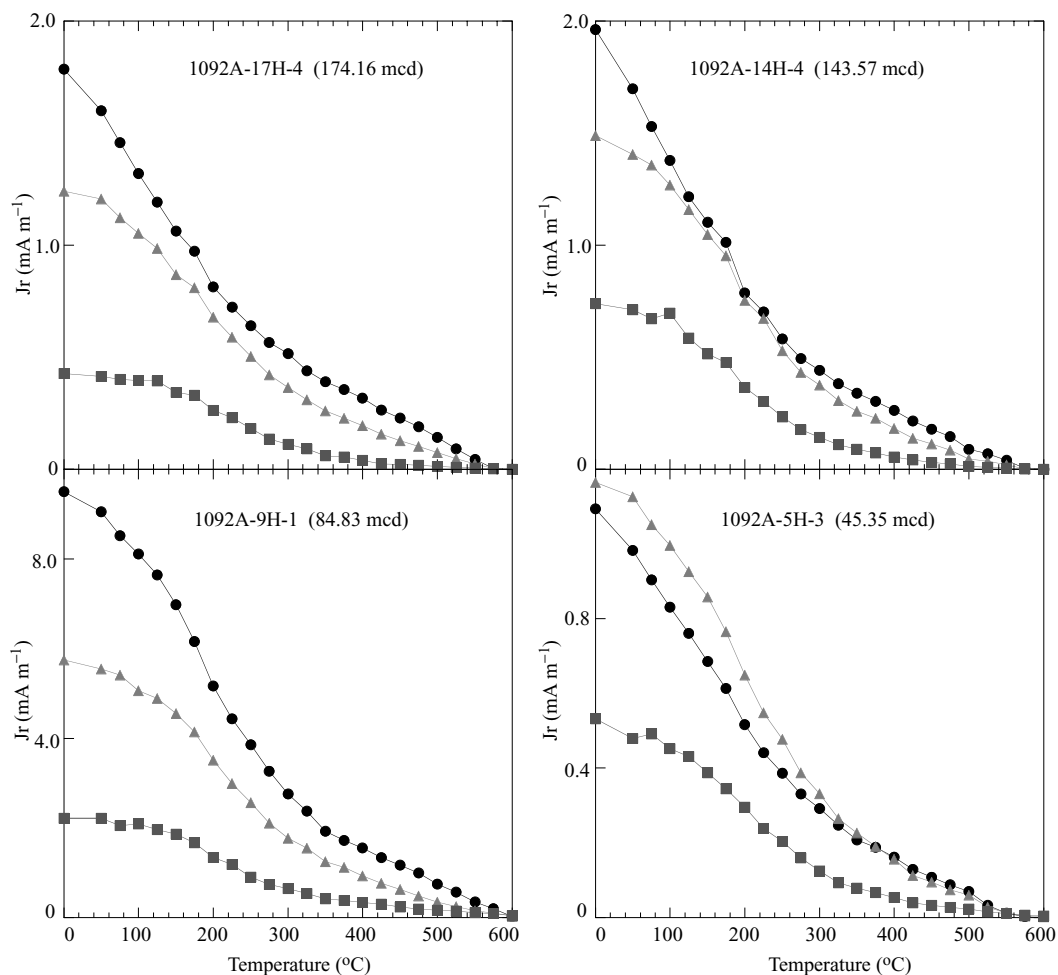 2.0
1092A-17H-4 (174.16 mcd)
1.0
Jr (mA m⁻¹)
0
2.0
1092A-14H-4 (143.57 mcd)
1.0
Jr (mA m⁻¹)
0
1092A-9H-1 (84.83 mcd)
8.0
Jr (mA m⁻¹)
4.0
0
0 100 200 300 400 500 600
Temperature (°C)
1092A-5H-3 (45.35 mcd)
0.8
Jr (mA m⁻¹)
0.4
0
0 100 200 300 400 500 600
Temperature (°C)